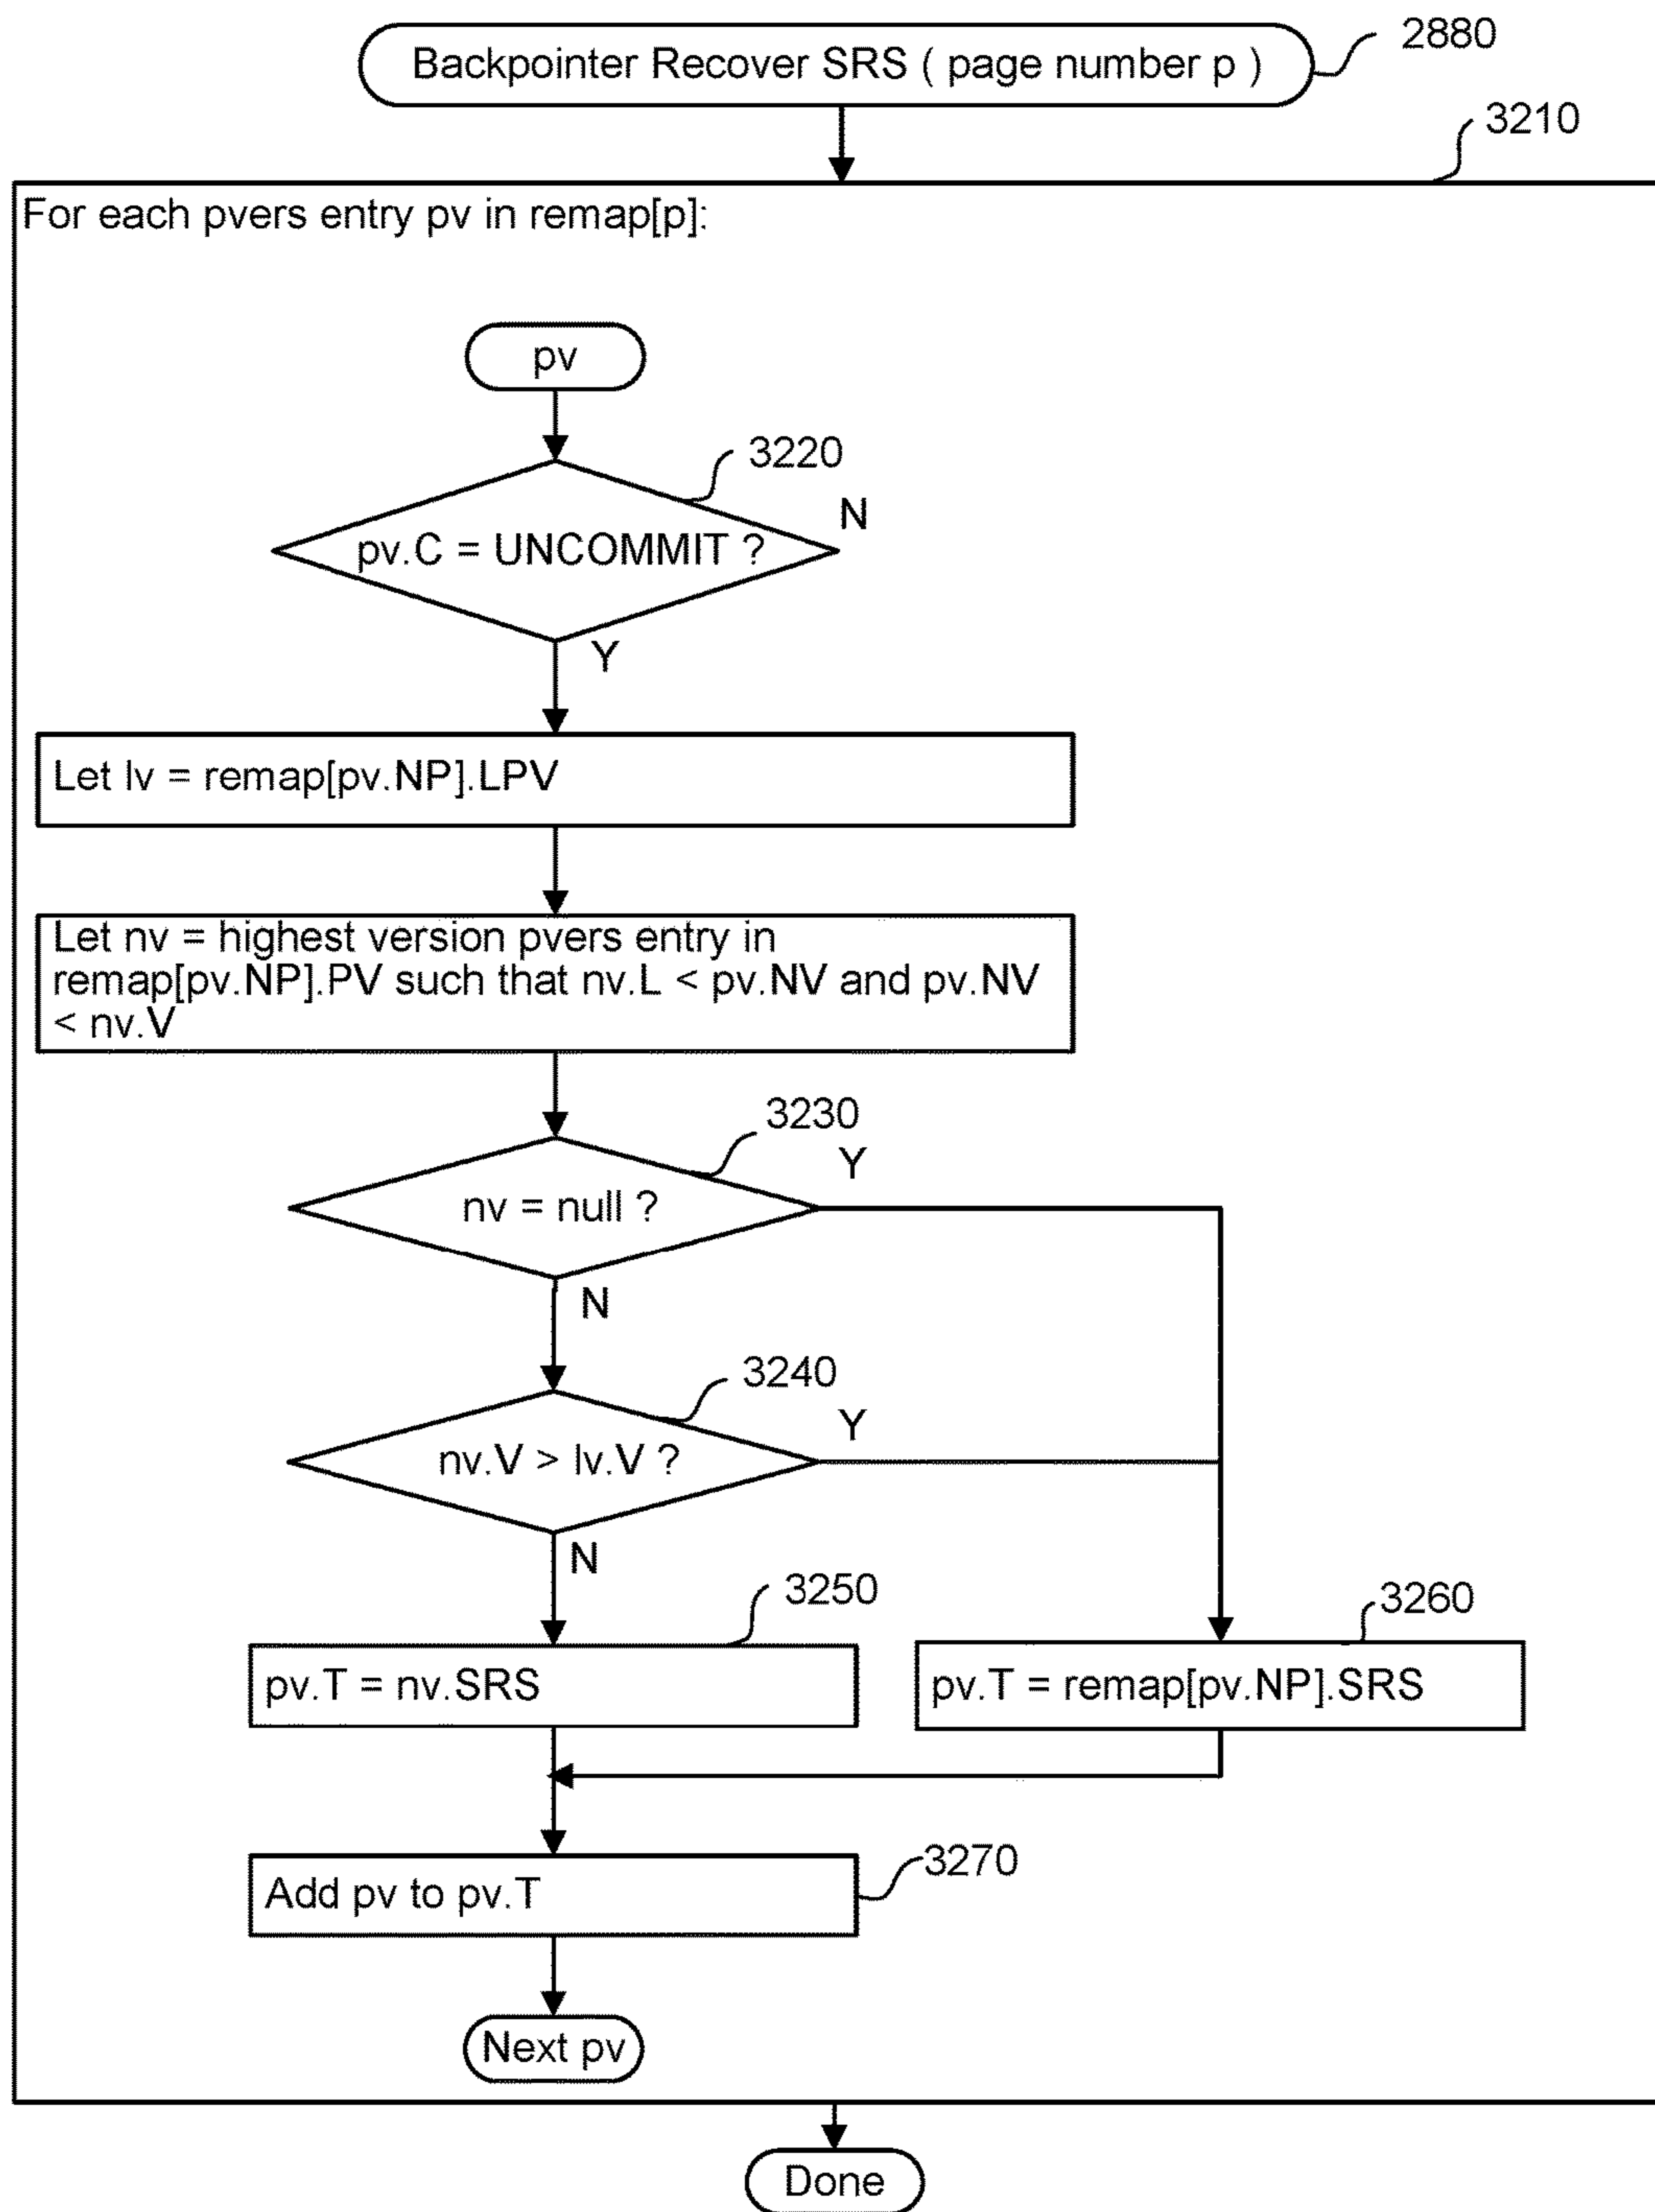 Backpointer Recover SRS ( page number p )
2880
3210
For each pvers entry pv in remap[p]:
pv
3220
N
pv.C = UNCOMMIT ?
Y
Let lv = remap[pv.NP].LPV
Let nv = highest version pvers entry in
remap[pv.NP].PV such that nv.L < pv.NV and pv.NV
< nv.V
3230
Y
nv = null ?
N
3240
Y
nv.V > lv.V ?
N
3250
3260
pv.T = nv.SRS
pv.T = remap[pv.NP].SRS
3270
Add pv to pv.T
Next pv
Done